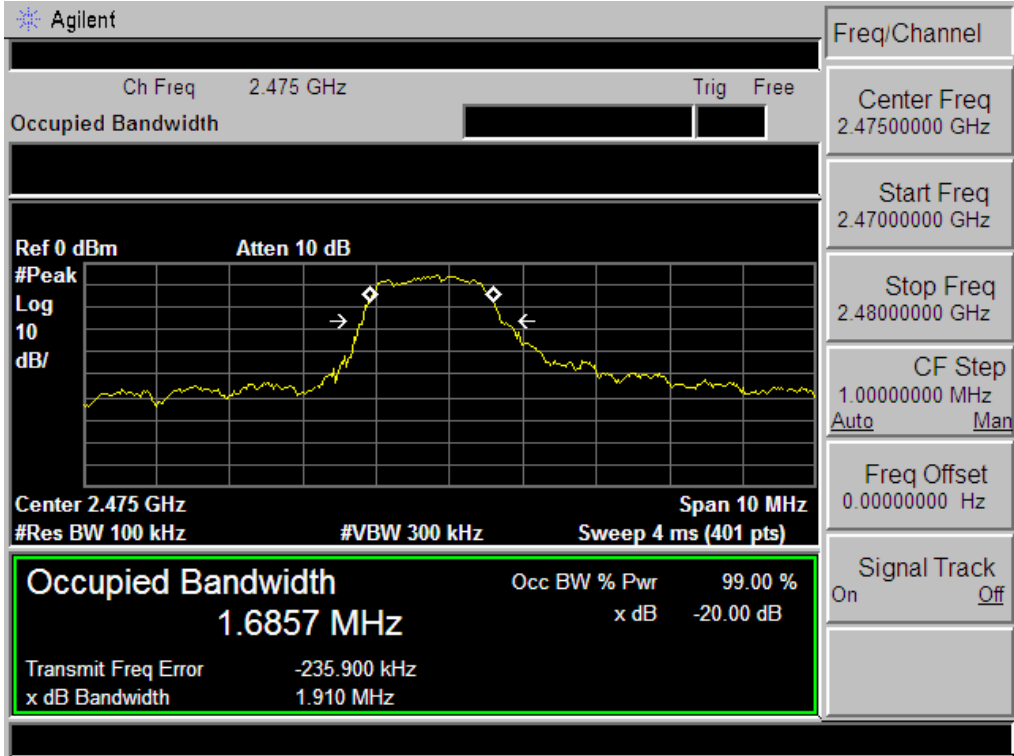 Agilent
Freq/Channel
Ch Freq 2.475 GHz Trig Free
Occupied Bandwidth
Center Freq
2.47500000 GHz
Start Freq
2.47000000 GHz
Stop Freq
2.48000000 GHz
CF Step
1.00000000 MHz
Auto Man
Freq Offset
0.00000000 Hz
Signal Track
On Off
Ref 0 dBm Atten 10 dB
#Peak
Log
10
dB/
Center 2.475 GHz Span 10 MHz
#Res BW 100 kHz #VBW 300 kHz Sweep 4 ms (401 pts)
Occupied Bandwidth Occ BW % Pwr 99.00 %
1.6857 MHz x dB -20.00 dB
Transmit Freq Error -235.900 kHz
x dB Bandwidth 1.910 MHz